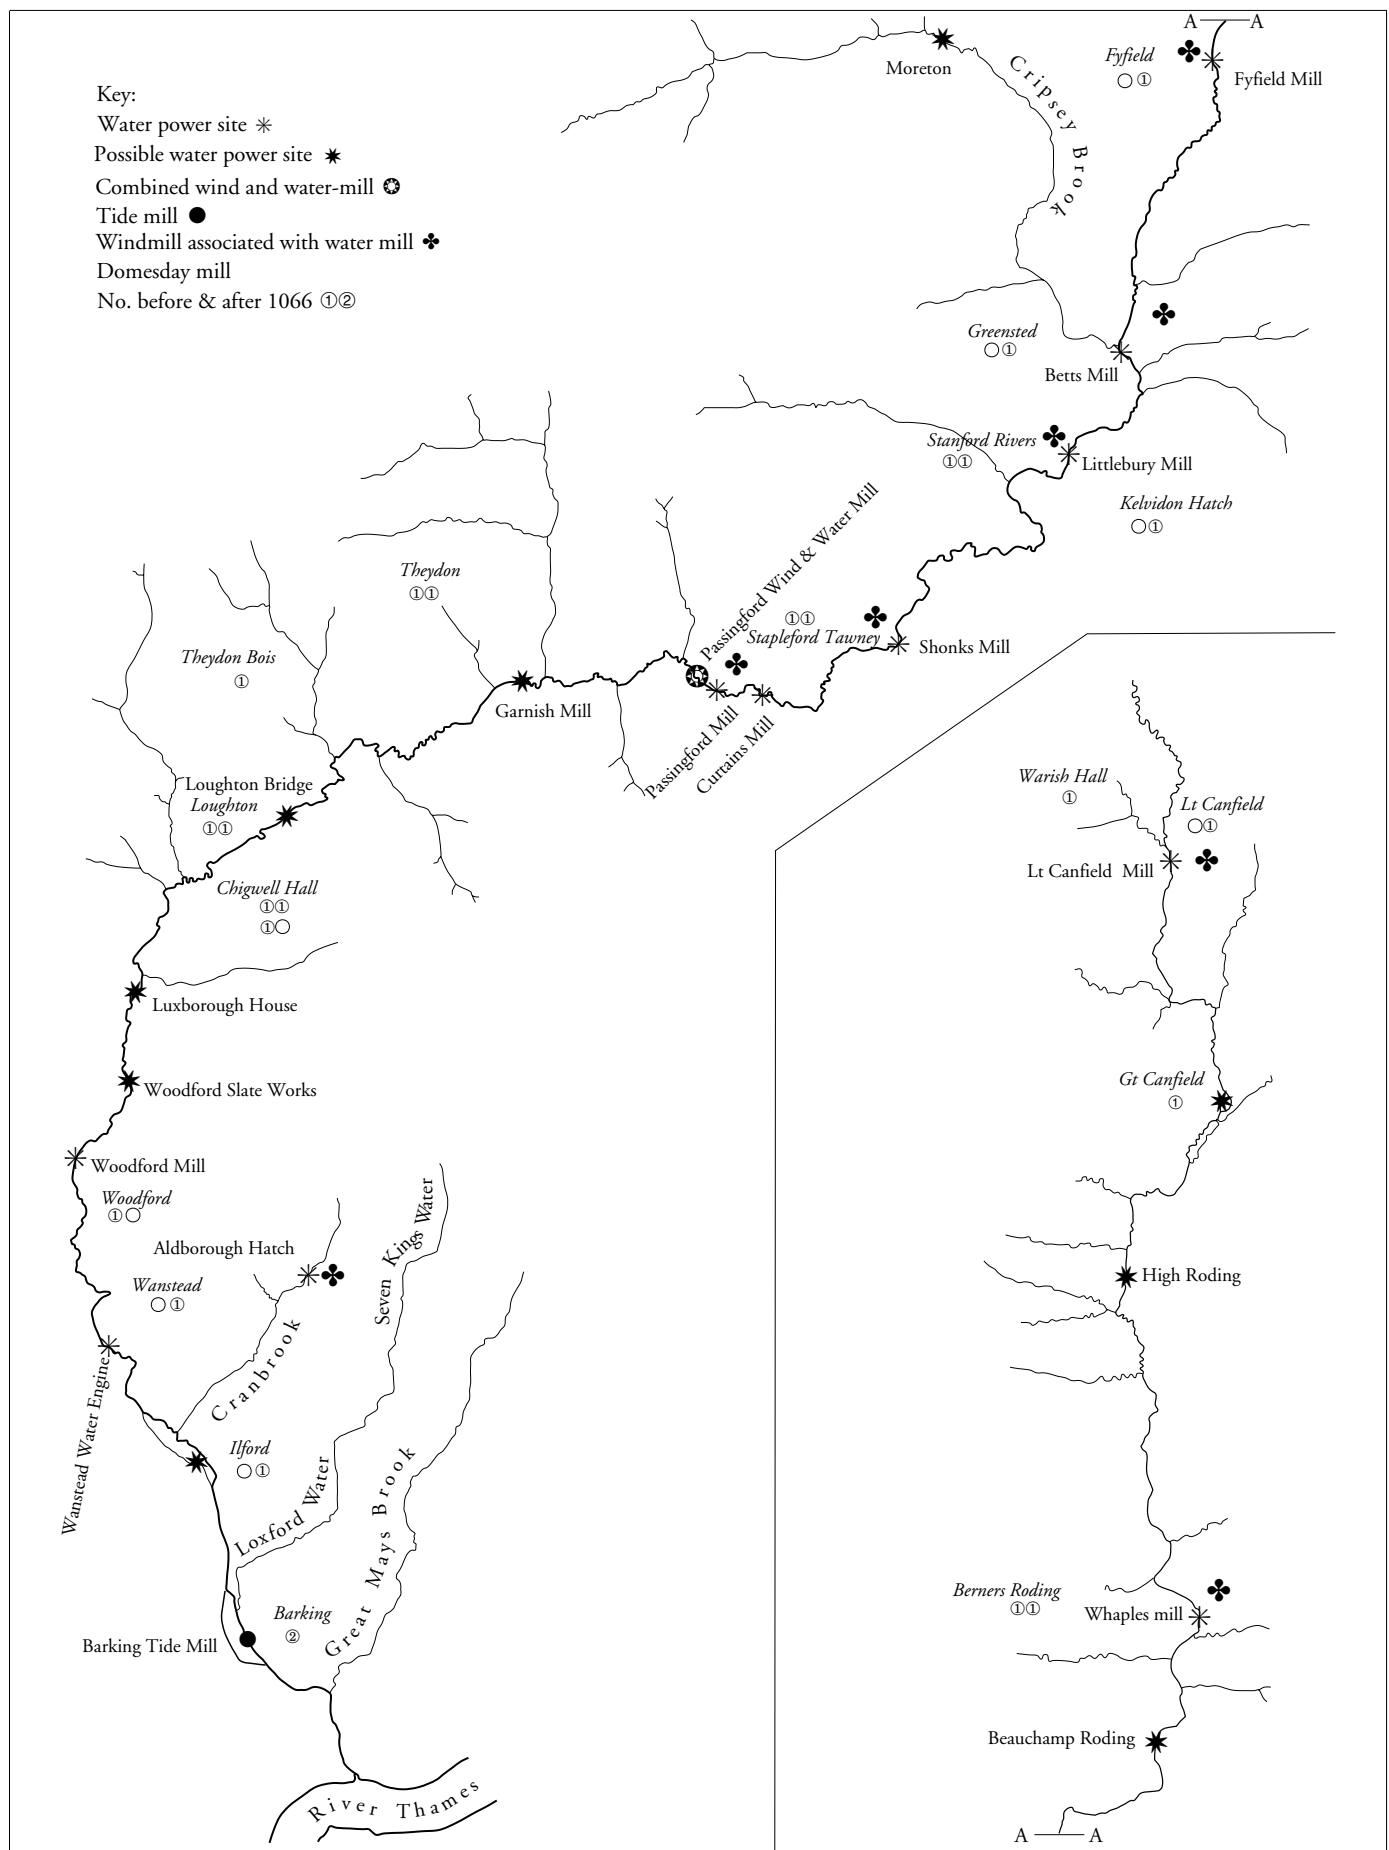 Key:
Water power site
Possible water power site
Combined wind and water-mill
Tide mill
Windmill associated with water mill
Domesday mill
No. before & after 1066 ①②
A A
Fyfield
○①
Fyfield Mill
Moreton
Cripsey Brook
Greensted
○①
Betts Mill
Stanford Rivers
①①
Littlebury Mill
Kelvidon Hatch
○①
Passingford Wind & Water Mill
①①
Stapleford Tawney
Shonks Mill
Theydon
①①
Theydon Bois
①
Garnish Mill
Passingford Mill
Curtains Mill
Loughton Bridge
Loughton
①①
Chigwell Hall
①①
①○
Luxborough House
Woodford Slate Works
Woodford Mill
Woodford
①○
Aldborough Hatch
Wanstead
○①
Seven Kings Water
Cranbrook
Wanstead Water Engine
Ilford
○①
Loxford Water
Great Mays Brook
Barking
②
Barking Tide Mill
River Thames
Warish Hall
①
Lt Canfield
○①
Lt Canfield Mill
Gt Canfield
①
High Roding
Berners Roding
①①
Whaples mill
Beauchamp Roding
A A